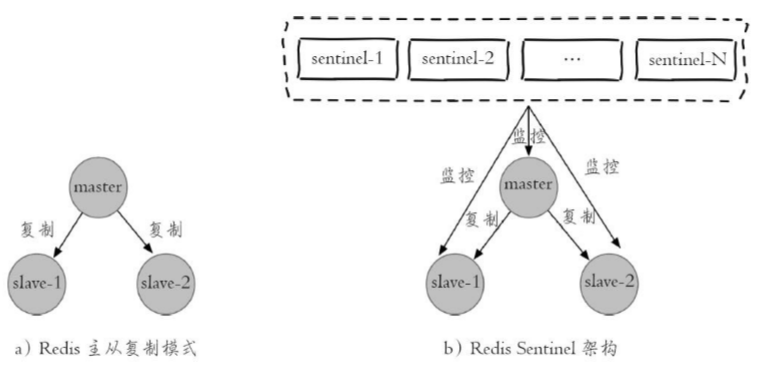 sentinel-1
sentinel-2
...
sentinel-N
监控
监控
监控
master
master
复制
复制
复制
复制
slave-1
slave-2
slave-1
slave-2
a）Redis 主从复制模式
b）Redis Sentinel 架构